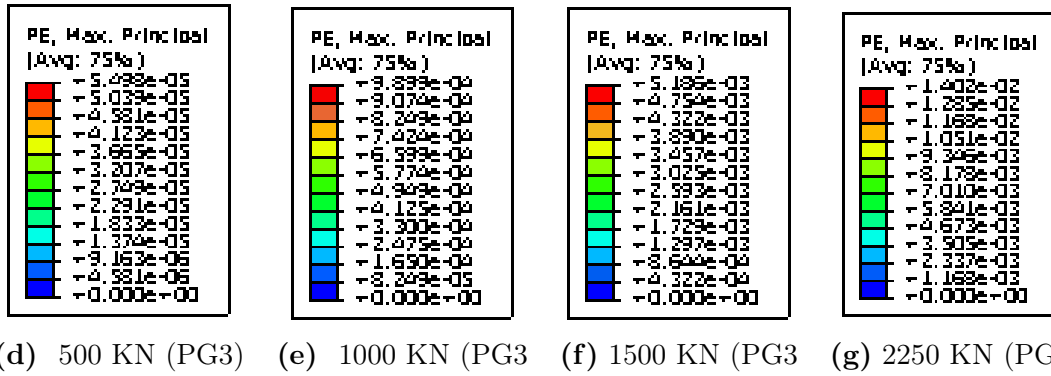 PE, Max. Principal
(Avg: 75%)
+5.498e-05
+5.039e-05
+4.581e-05
+4.123e-05
+3.665e-05
+3.207e-05
+2.749e-05
+2.291e-05
+1.833e-05
+1.374e-05
+9.163e-06
+4.581e-06
+0.000e+00
(d) 500 KN (PG3)
PE, Max. Principal
(Avg: 75%)
+9.899e-04
+9.074e-04
+8.249e-04
+7.424e-04
+6.599e-04
+5.774e-04
+4.949e-04
+4.125e-04
+3.300e-04
+2.475e-04
+1.650e-04
+8.249e-05
+0.000e+00
(e) 1000 KN (PG3
PE, Max. Principal
(Avg: 75%)
+5.186e-03
+4.754e-03
+4.322e-03
+3.890e-03
+3.457e-03
+3.025e-03
+2.593e-03
+2.161e-03
+1.729e-03
+1.297e-03
+8.644e-04
+4.322e-04
+0.000e+00
(f) 1500 KN (PG3
PE, Max. Principal
(Avg: 75%)
+1.402e-02
+1.285e-02
+1.168e-02
+1.051e-02
+9.346e-03
+8.178e-03
+7.010e-03
+5.841e-03
+4.673e-03
+3.505e-03
+2.337e-03
+1.168e-03
+0.000e+00
(g) 2250 KN (PG